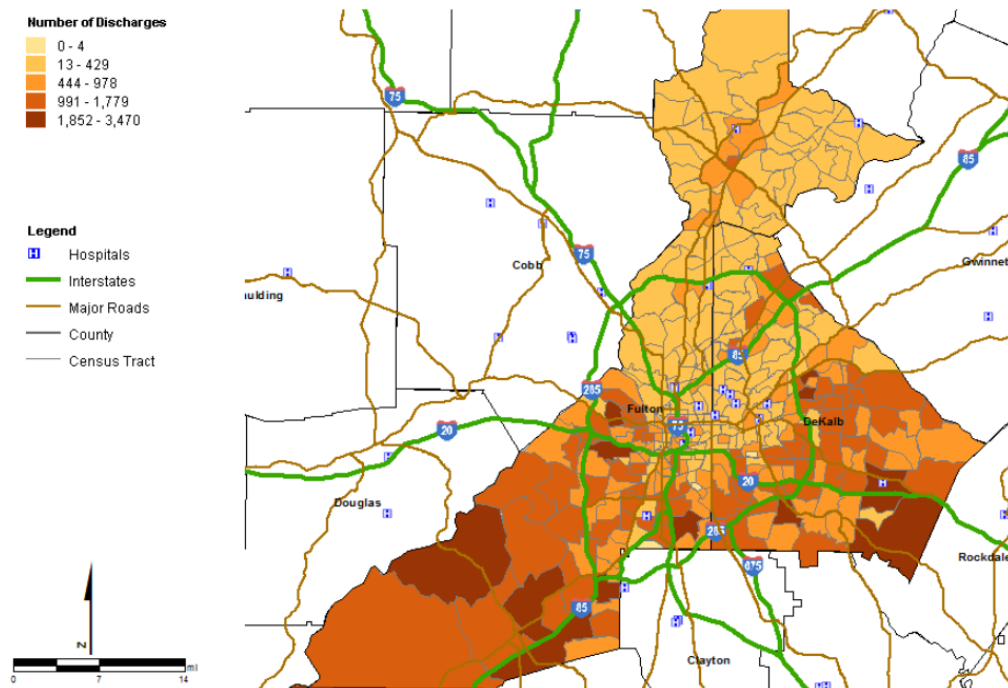 Number of Discharges
0 - 4
13 - 429
444 - 978
991 - 1,779
1,852 - 3,470
Legend
H Hospitals
Interstates
Major Roads
County
Census Tract
75
85
75
Cobb
Gwinnet
ulding
85
285
Fulton
75
DeKalb
20
20
Douglas
285
Rockdale
675
85
Clayton
N
0
7
14
mi